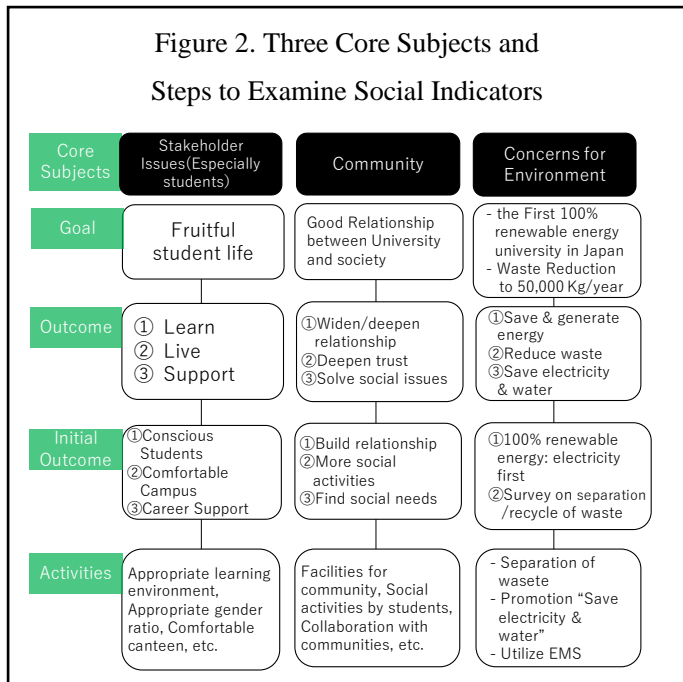 Figure 2. Three Core Subjects and
Steps to Examine Social Indicators
Core
Subjects
Stakeholder
Issues(Especially
students)
Community
Concerns for
Environment
Goal
Fruitful
student life
Good Relationship
between University
and society
- the First 100%
renewable energy
university in Japan
- Waste Reduction
to 50,000 Kg/year
Outcome
① Learn
② Live
③ Support
①Widen/deepen
relationship
②Deepen trust
③Solve social issues
①Save & generate
energy
②Reduce waste
③Save electricity
& water
Initial
Outcome
①Conscious
Students
②Comfortable
Campus
③Career Support
①Build relationship
②More social
activities
③Find social needs
①100% renewable
energy: electricity
first
②Survey on separation
/recycle of waste
Activities
Appropriate learning
environment,
Appropriate gender
ratio, Comfortable
canteen, etc.
Facilities for
community, Social
activities by students,
Collaboration with
communities, etc.
- Separation of
wasete
- Promotion “Save
electricity &
water”
- Utilize EMS